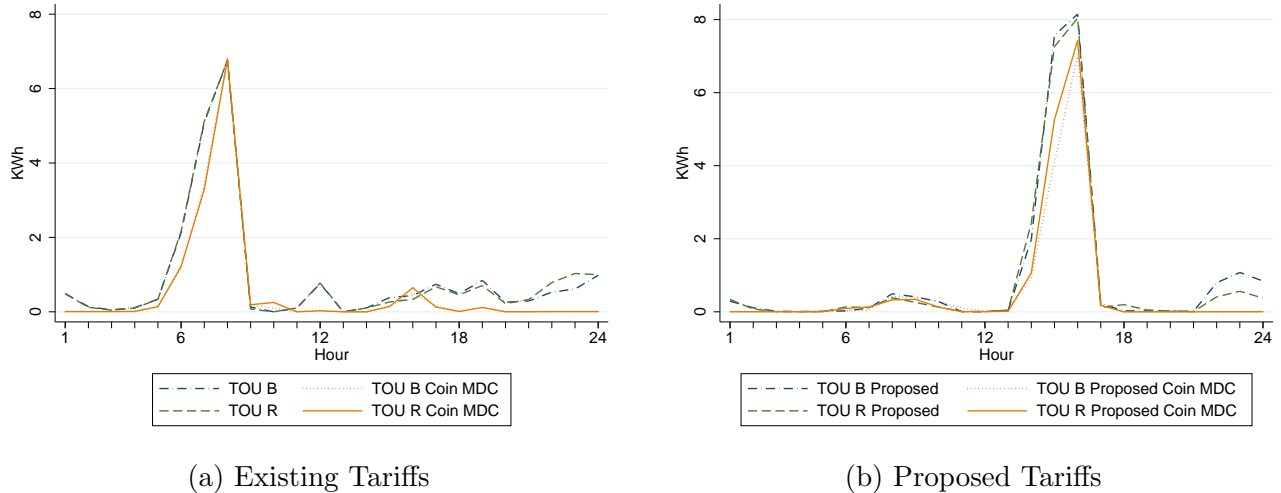 8
6
4
2
0
KWh
1
6
12
18
24
Hour
TOU B
TOU B Coin MDC
TOU R
TOU R Coin MDC
(a) Existing Tariffs
8
6
4
2
0
KWh
1
6
12
18
24
Hour
TOU B Proposed
TOU B Proposed Coin MDC
TOU R Proposed
TOU R Proposed Coin MDC
(b) Proposed Tariffs